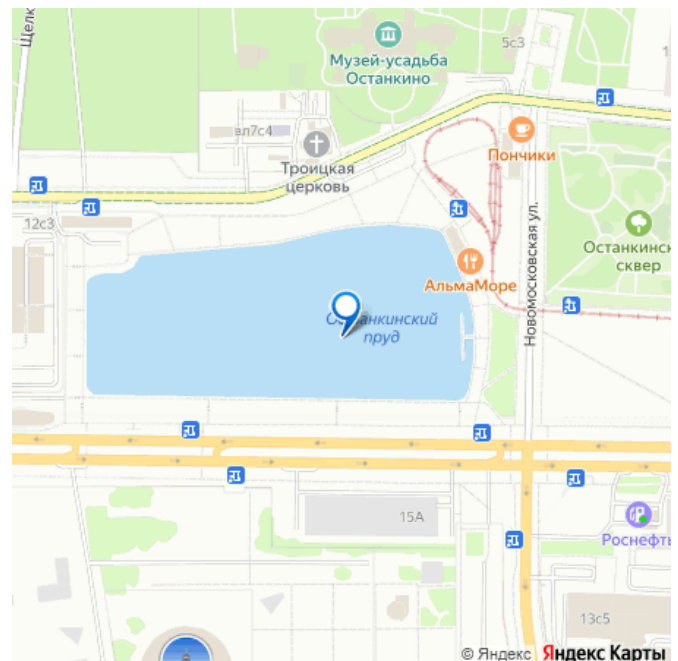 Щелк
5с3
Музей-усадьба
Останкино
вл7с4
Троицкая
церковь
Пончики
12с3
Новомосковская ул.
Останкинск
сквер
АльмаМоре
Останкинский
пруд
15А
Роснефть
13с5
© Яндекс Яндекс Карты